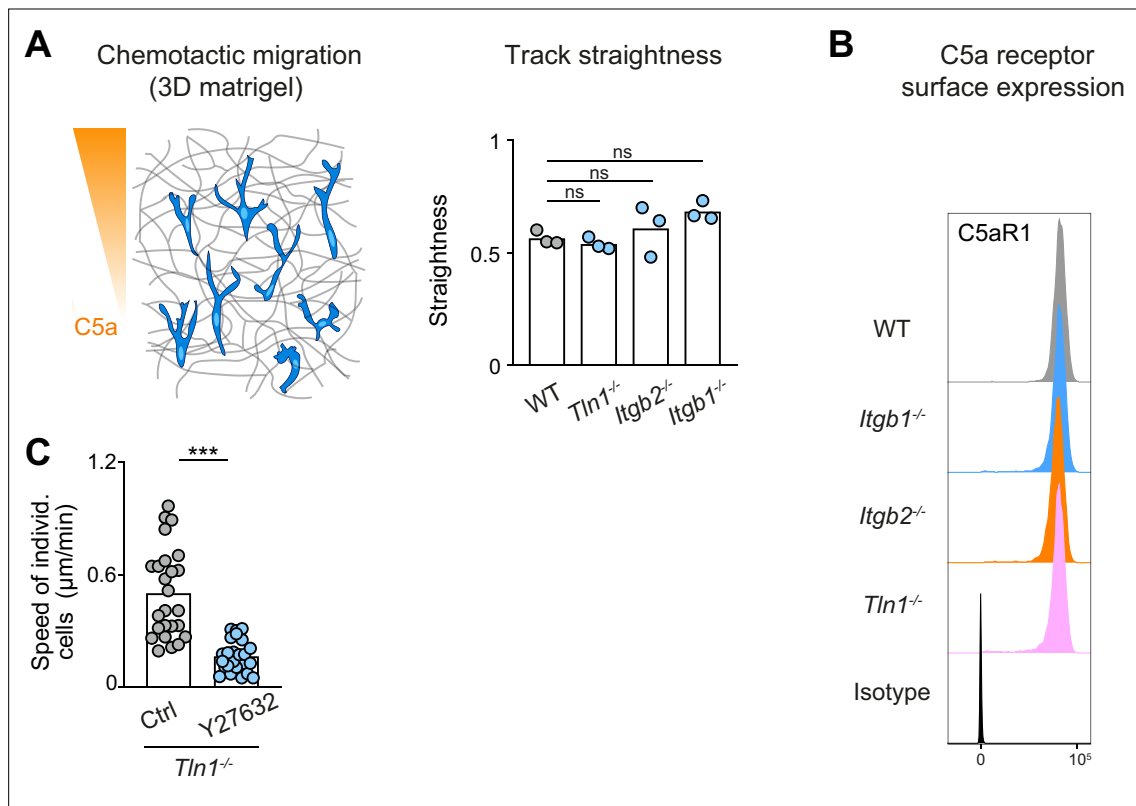 A
Chemotactic migration
(3D matrigel)
C5a
Track straightness
Straightness
1
0.5
0
ns
ns
ns
WT
Tln1-/-
Itgb2-/-
Itgb1-/-
B
C5a receptor
surface expression
C5aR1
WT
Itgb1-/-
Itgb2-/-
Tln1-/-
Isotype
0
10⁵
C
Speed of individ.
cells (µm/min)
1.2
0.6
0
***
Ctrl
Y27632
Tln1-/-